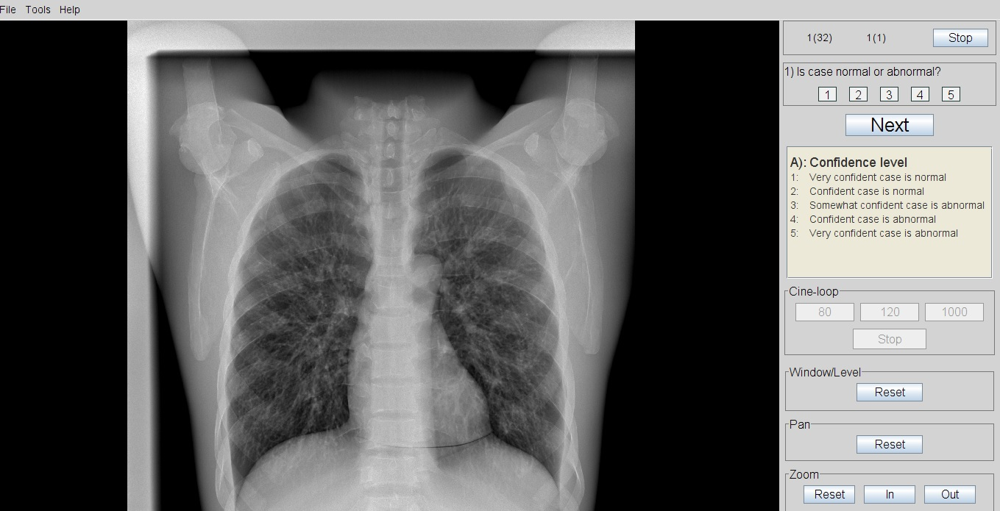 File Tools Help
1(32) 1(1) Stop
1) Is case normal or abnormal?
1 2 3 4 5
Next
A): Confidence level
1: Very confident case is normal
2: Confident case is normal
3: Somewhat confident case is abnormal
4: Confident case is abnormal
5: Very confident case is abnormal
Cine-loop
80 120 1000
Stop
Window/Level
Reset
Pan
Reset
Zoom
Reset In Out